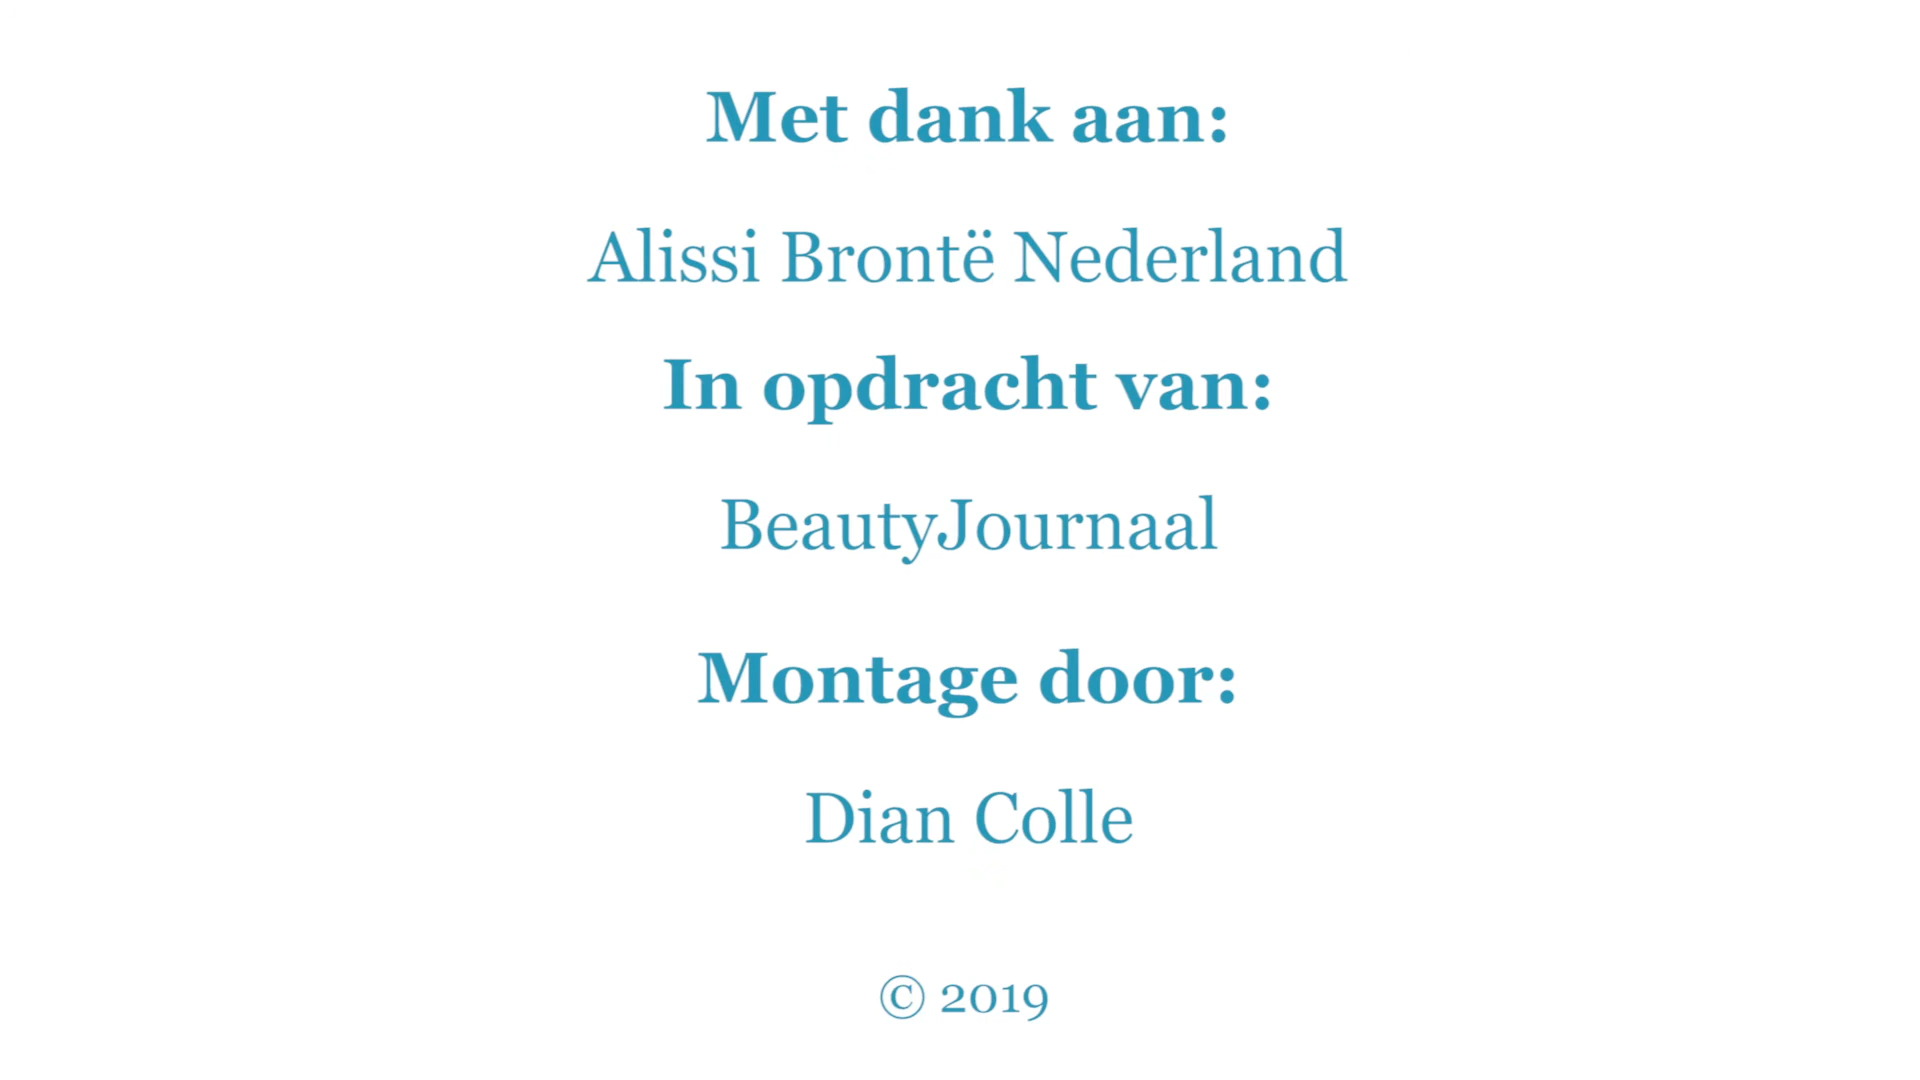 Met dank aan:
Alissi Brontë Nederland
In opdracht van:
BeautyJournaal
Montage door:
Dian Colle
© 2019